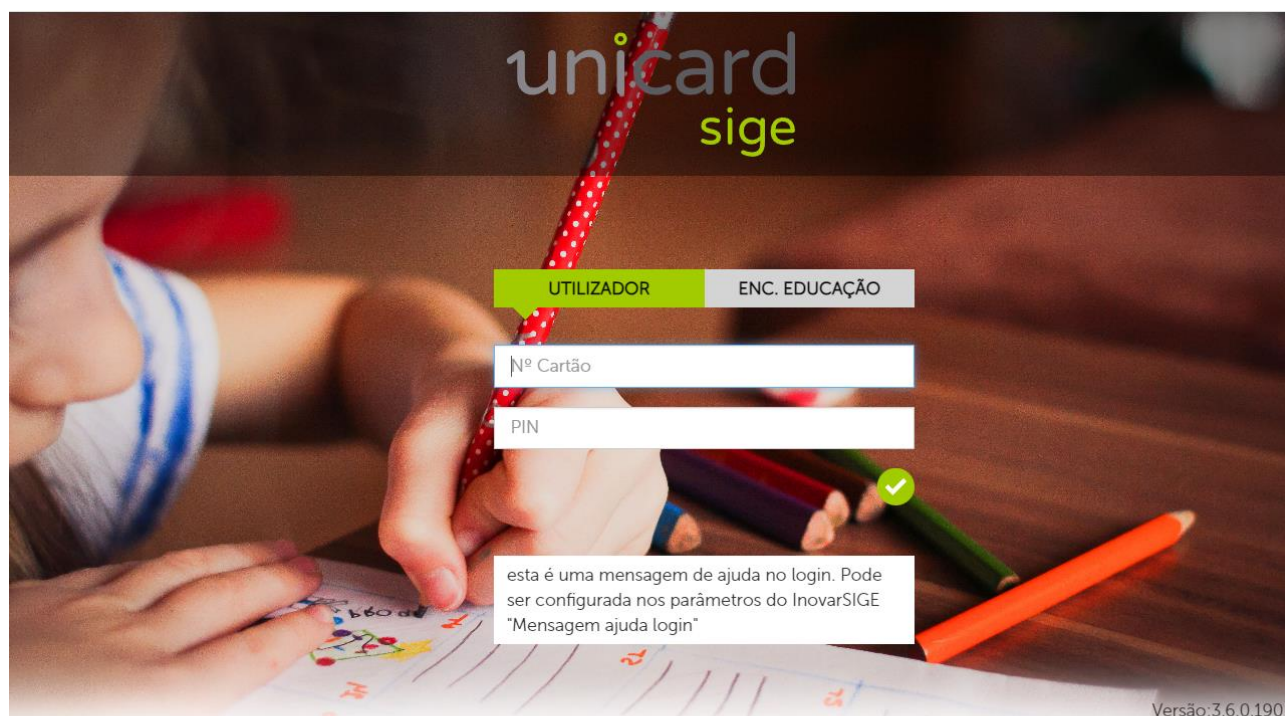 unicard
sige
UTILIZADOR
ENC. EDUCAÇÃO
Nº Cartão
PIN
esta é uma mensagem de ajuda no login. Pode
ser configurada nos parâmetros do InovarSIGE
"Mensagem ajuda login"
Versão:3.6.0.190